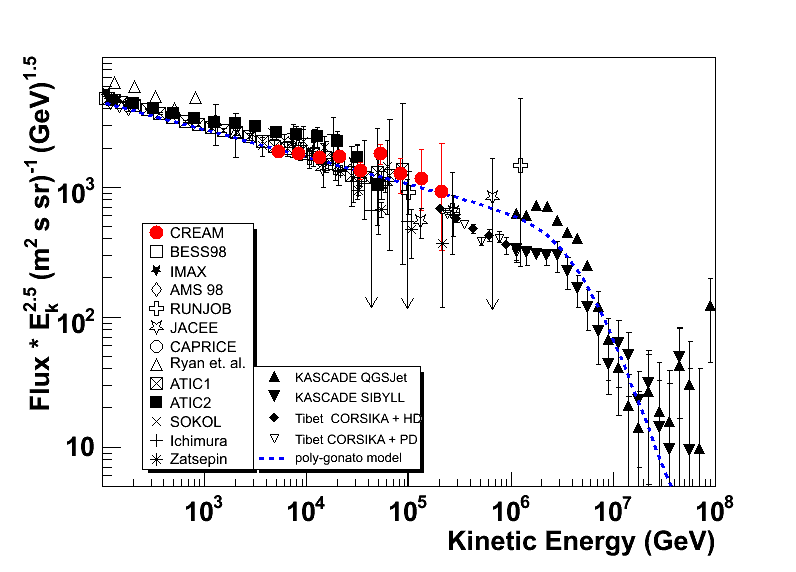 Flux * E_k^2.5 (m^2 s sr)^-1 (GeV)^1.5
10^3
10^2
10
CREAM
BESS98
IMAX
AMS 98
RUNJOB
JACEE
CAPRICE
Ryan et. al.
ATIC1
ATIC2
SOKOL
Ichimura
Zatsepin
KASCADE QGSJet
KASCADE SIBYLL
Tibet CORSIKA + HD
Tibet CORSIKA + PD
poly-gonato model
10^3 10^4 10^5 10^6 10^7 10^8
Kinetic Energy (GeV)